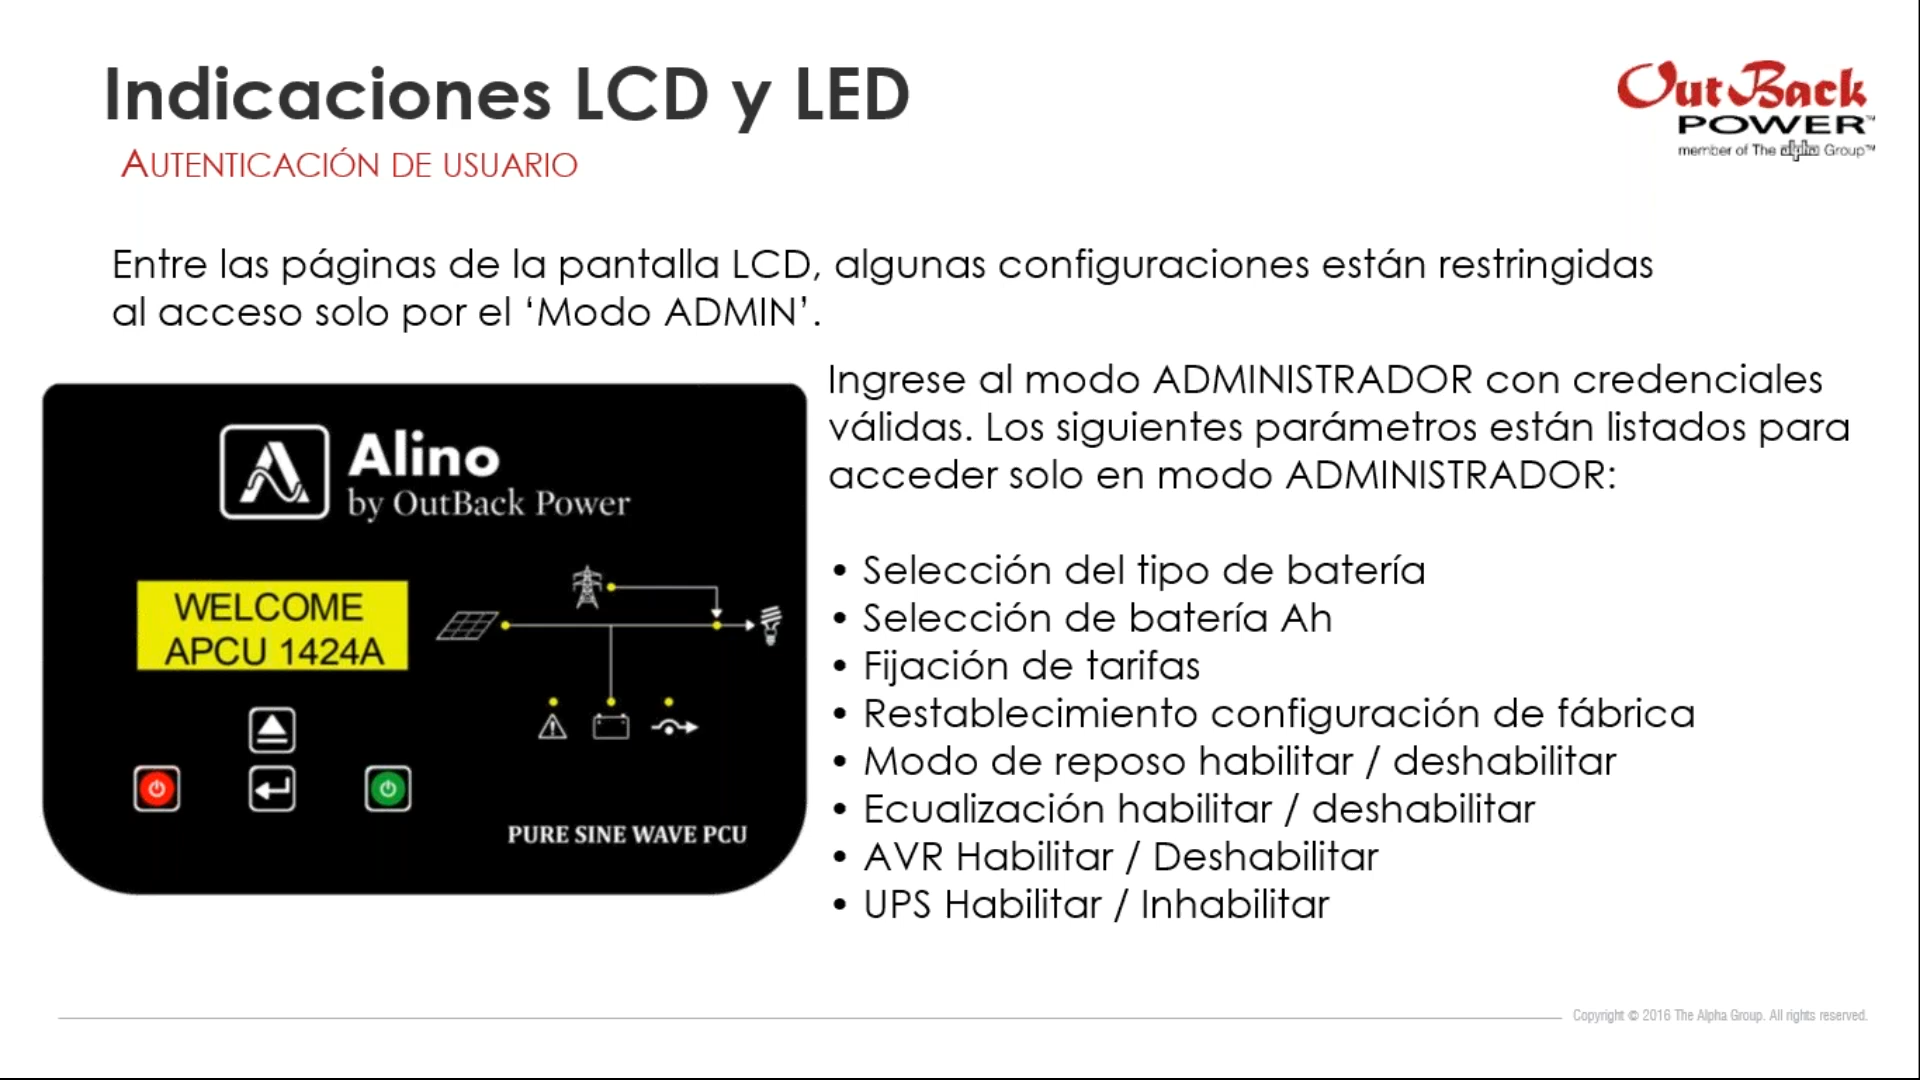 Indicaciones LCD y LED
AUTENTICACIÓN DE USUARIO
OutBack
POWER™
member of The alpha Group™
Entre las páginas de la pantalla LCD, algunas configuraciones están restringidas
al acceso solo por el ‘Modo ADMIN’.
Alino
by OutBack Power
WELCOME
APCU 1424A
PURE SINE WAVE PCU
Ingrese al modo ADMINISTRADOR con credenciales
válidas. Los siguientes parámetros están listados para
acceder solo en modo ADMINISTRADOR:
• Selección del tipo de batería
• Selección de batería Ah
• Fijación de tarifas
• Restablecimiento configuración de fábrica
• Modo de reposo habilitar / deshabilitar
• Ecualización habilitar / deshabilitar
• AVR Habilitar / Deshabilitar
• UPS Habilitar / Inhabilitar
Copyright © 2016 The Alpha Group. All rights reserved.